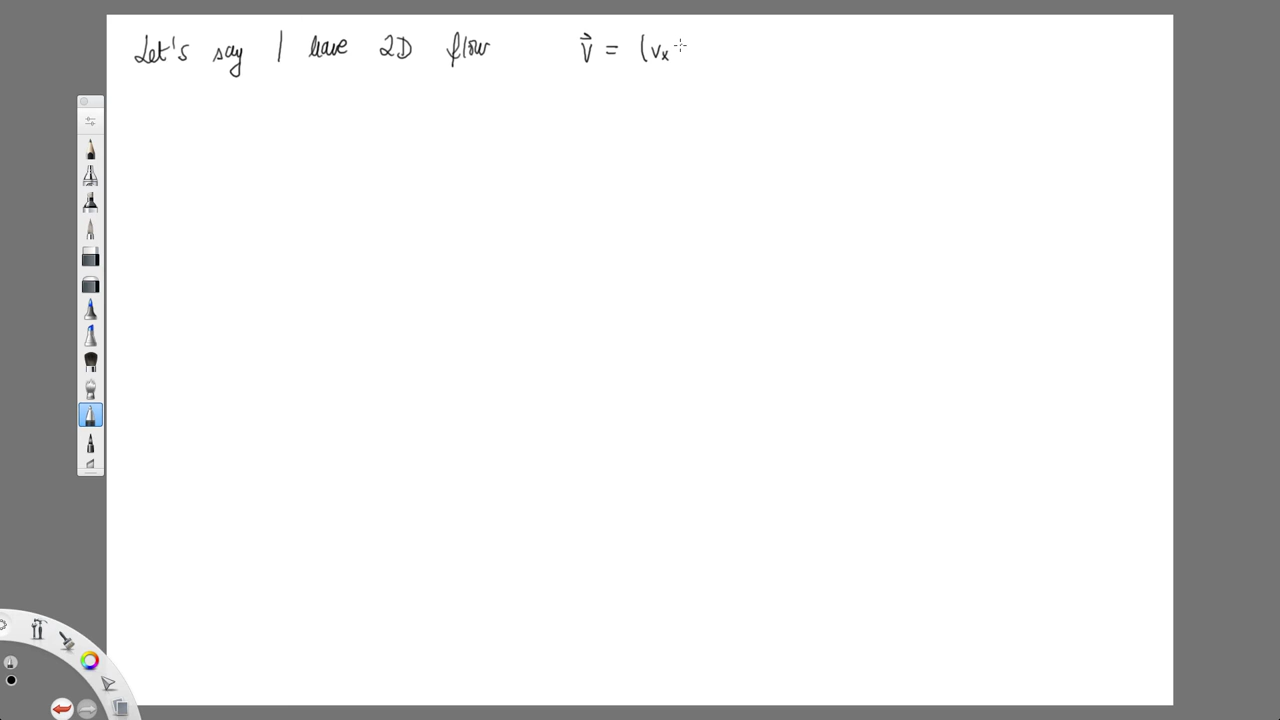 Let's say I have 2D flow v⃗ = (vₓ